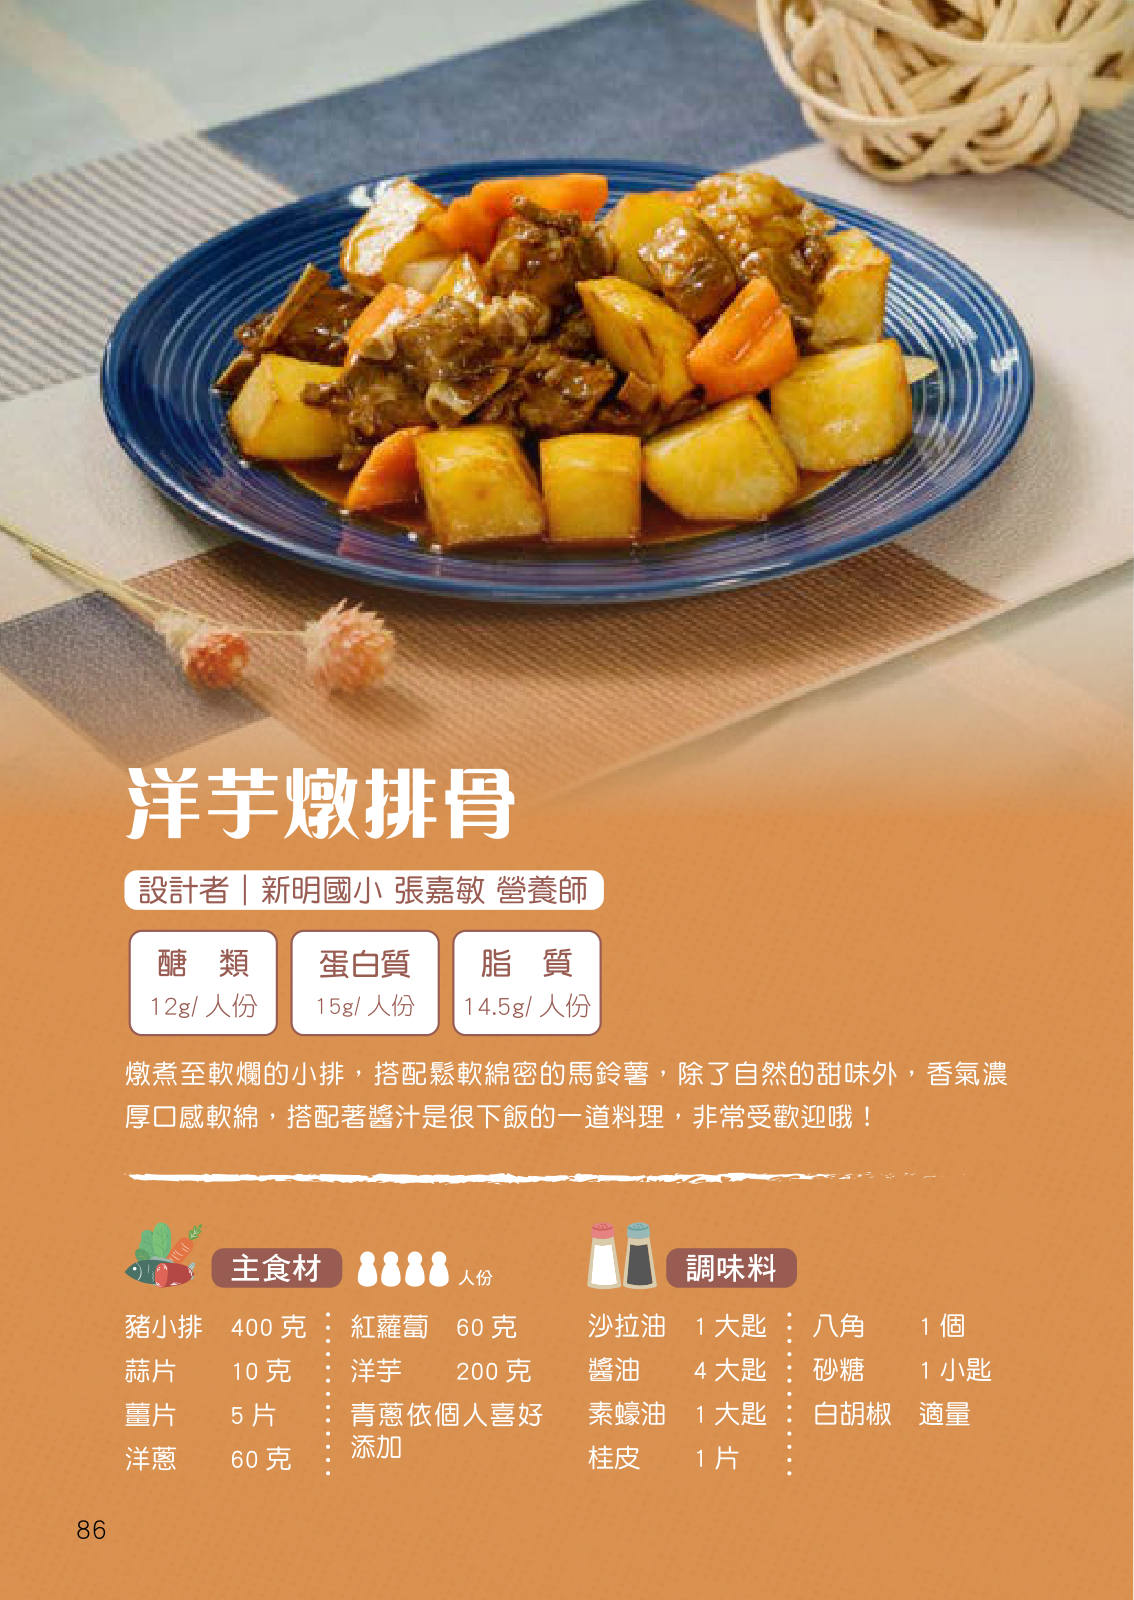 洋芋燉排骨
設計者｜新明國小 張嘉敏 營養師
醣 類
12g/ 人份
蛋白質
15g/ 人份
脂 質
14.5g/ 人份
燉煮至軟爛的小排，搭配鬆軟綿密的馬鈴薯，除了自然的甜味外，香氣濃
厚口感軟綿，搭配著醬汁是很下飯的一道料理，非常受歡迎哦！
主食材 人份
豬小排 400 克
蒜片 10 克
薑片 5 片
洋蔥 60 克
紅蘿蔔 60 克
洋芋 200 克
青蔥依個人喜好
添加
調味料
沙拉油 1 大匙
醬油 4 大匙
素蠔油 1 大匙
桂皮 1 片
八角 1 個
砂糖 1 小匙
白胡椒 適量
86